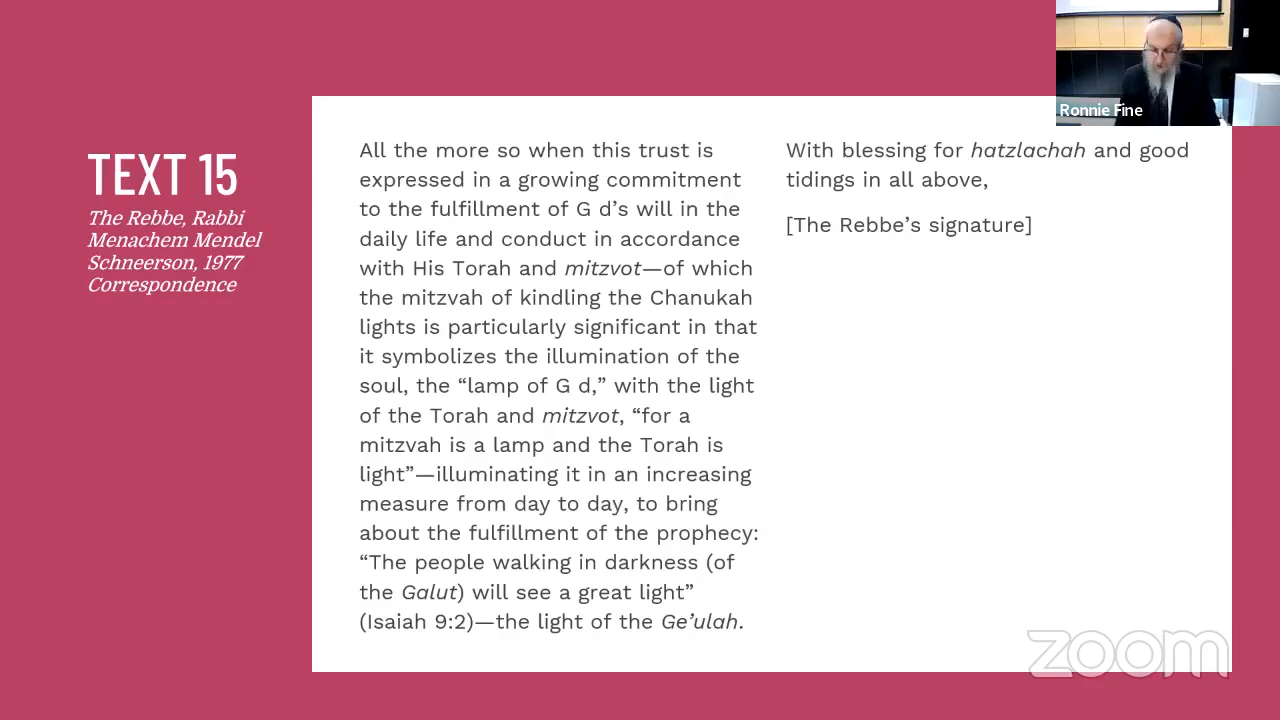 TEXT 15
The Rebbe, Rabbi
Menachem Mendel
Schneerson, 1977
Correspondence
All the more so when this trust is
expressed in a growing commitment
to the fulfillment of G d’s will in the
daily life and conduct in accordance
with His Torah and mitzvot—of which
the mitzvah of kindling the Chanukah
lights is particularly significant in that
it symbolizes the illumination of the
soul, the “lamp of G d,” with the light
of the Torah and mitzvot, “for a
mitzvah is a lamp and the Torah is
light”—illuminating it in an increasing
measure from day to day, to bring
about the fulfillment of the prophecy:
“The people walking in darkness (of
the Galut) will see a great light”
(Isaiah 9:2)—the light of the Ge’ulah.
With blessing for hatzlachah and good
tidings in all above,
[The Rebbe’s signature]
Ronnie Fine
zoom